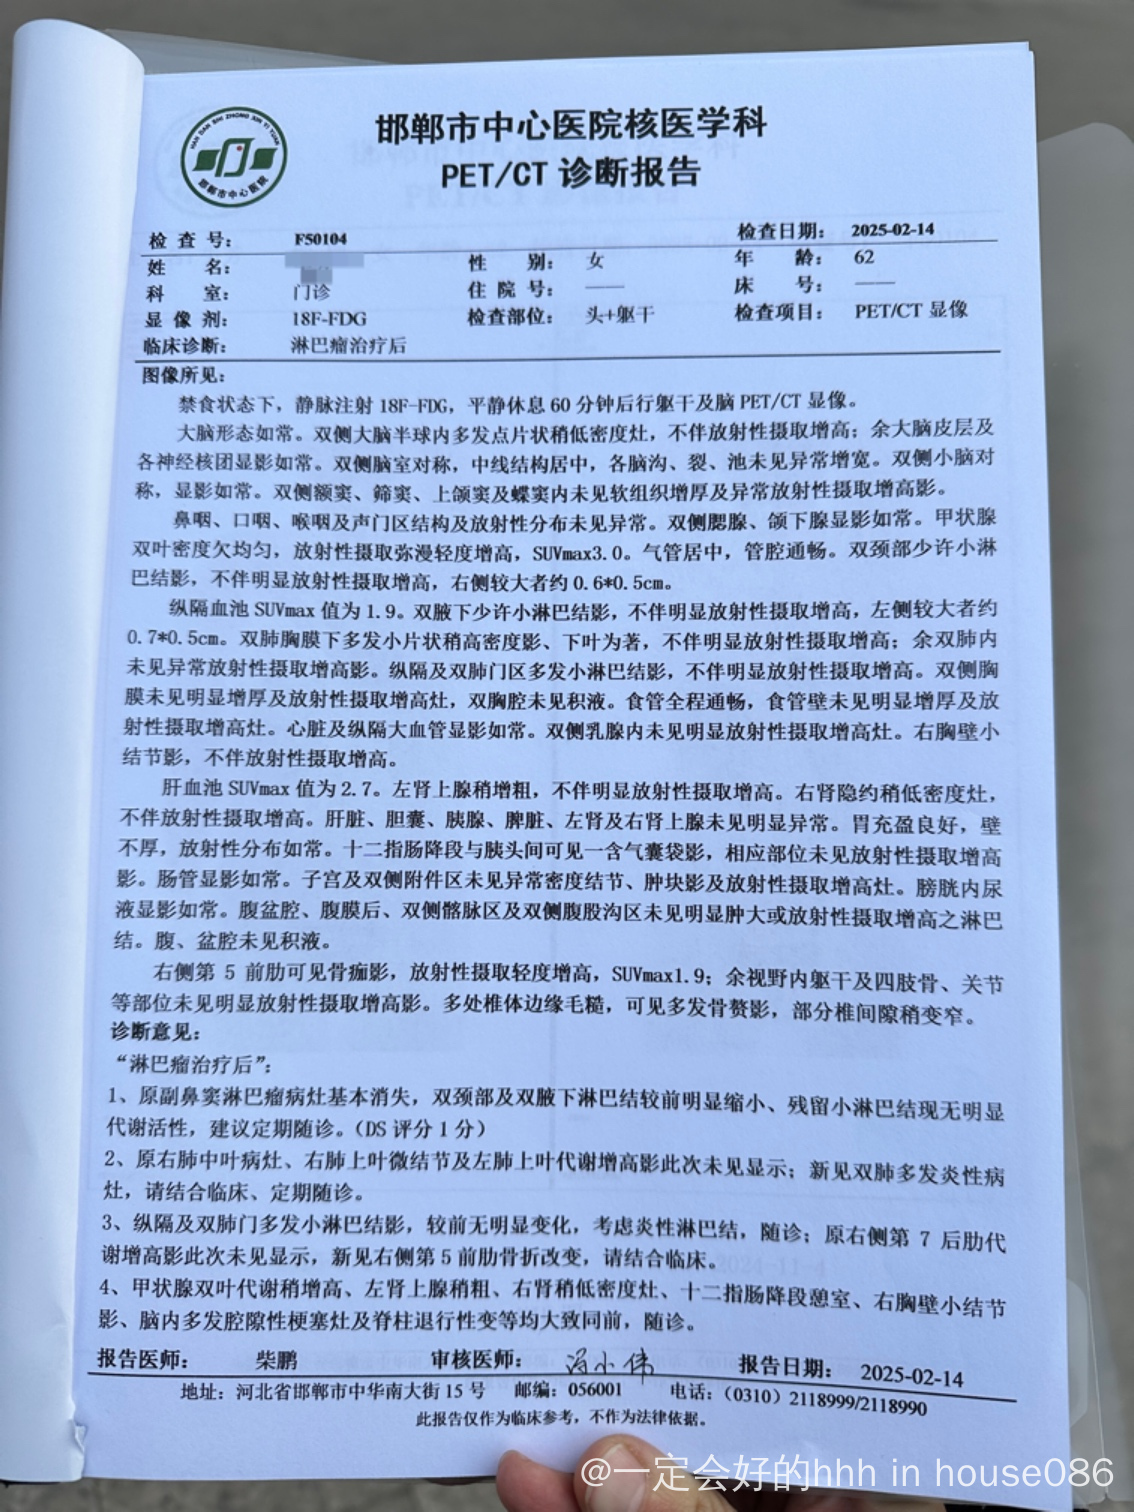 HAN DAN SHI ZHONG XIN YI YUAN
邯郸市中心医院
邯郸市中心医院核医学科
PET/CT 诊断报告
检 查 号： F50104 检查日期： 2025-02-14
姓 名： 性 别： 女 年 龄： 62
科 室： 门诊 住 院 号： —— 床 号： ——
显 像 剂： 18F-FDG 检查部位： 头+躯干 检查项目： PET/CT 显像
临床诊断： 淋巴瘤治疗后
图像所见：
禁食状态下，静脉注射 18F-FDG，平静休息 60 分钟后行躯干及脑 PET/CT 显像。
大脑形态如常。双侧大脑半球内多发点片状稍低密度灶，不伴放射性摄取增高；余大脑皮层及
各神经核团显影如常。双侧脑室对称，中线结构居中，各脑沟、裂、池未见异常增宽。双侧小脑对
称，显影如常。双侧额窦、筛窦、上颌窦及蝶窦内未见软组织增厚及异常放射性摄取增高影。
鼻咽、口咽、喉咽及声门区结构及放射性分布未见异常。双侧腮腺、颌下腺显影如常。甲状腺
双叶密度欠均匀，放射性摄取弥漫轻度增高，SUVmax3.0。气管居中，管腔通畅。双颈部少许小淋
巴结影，不伴明显放射性摄取增高，右侧较大者约 0.6*0.5cm。
纵隔血池 SUVmax 值为 1.9。双腋下少许小淋巴结影，不伴明显放射性摄取增高，左侧较大者约
0.7*0.5cm。双肺胸膜下多发小片状稍高密度影、下叶为著，不伴明显放射性摄取增高；余双肺内
未见异常放射性摄取增高影。纵隔及双肺门区多发小淋巴结影，不伴明显放射性摄取增高。双侧胸
膜未见明显增厚及放射性摄取增高灶，双胸腔未见积液。食管全程通畅，食管壁未见明显增厚及放
射性摄取增高灶。心脏及纵隔大血管显影如常。双侧乳腺内未见明显放射性摄取增高灶。右胸壁小
结节影，不伴放射性摄取增高。
肝血池 SUVmax 值为 2.7。左肾上腺稍增粗，不伴明显放射性摄取增高。右肾隐约稍低密度灶，
不伴放射性摄取增高。肝脏、胆囊、胰腺、脾脏、左肾及右肾上腺未见明显异常。胃充盈良好，壁
不厚，放射性分布如常。十二指肠降段与胰头间可见一含气囊袋影，相应部位未见放射性摄取增高
影。肠管显影如常。子宫及双侧附件区未见异常密度结节、肿块影及放射性摄取增高灶。膀胱内尿
液显影如常。腹盆腔、腹膜后、双侧髂脉区及双侧腹股沟区未见明显肿大或放射性摄取增高之淋巴
结。腹、盆腔未见积液。
右侧第 5 前肋可见骨痂影，放射性摄取轻度增高，SUVmax1.9；余视野内躯干及四肢骨、关节
等部位未见明显放射性摄取增高影。多处椎体边缘毛糙，可见多发骨赘影，部分椎间隙稍变窄。
诊断意见：
“淋巴瘤治疗后”：
1、原副鼻窦淋巴瘤病灶基本消失，双颈部及双腋下淋巴结较前明显缩小、残留小淋巴结现无明显
代谢活性，建议定期随诊。（DS 评分 1 分）
2、原右肺中叶病灶、右肺上叶微结节及左肺上叶代谢增高影此次未见显示；新见双肺多发炎性病
灶，请结合临床、定期随诊。
3、纵隔及双肺门多发小淋巴结影，较前无明显变化，考虑炎性淋巴结，随诊；原右侧第 7 后肋代
谢增高影此次未见显示，新见右侧第 5 前肋骨折改变，请结合临床。
4、甲状腺双叶代谢稍增高、左肾上腺稍粗、右肾稍低密度灶、十二指肠降段憩室、右胸壁小结节
影、脑内多发腔隙性梗塞灶及脊柱退行性变等均大致同前，随诊。
报告医师： 柴鹏 审核医师： 冯小伟 报告日期： 2025-02-14
地址：河北省邯郸市中华南大街 15 号 邮编：056001 电话：（0310）2118999/2118990
此报告仅作为临床参考，不作为法律依据。
@一定会好的hhh in house086